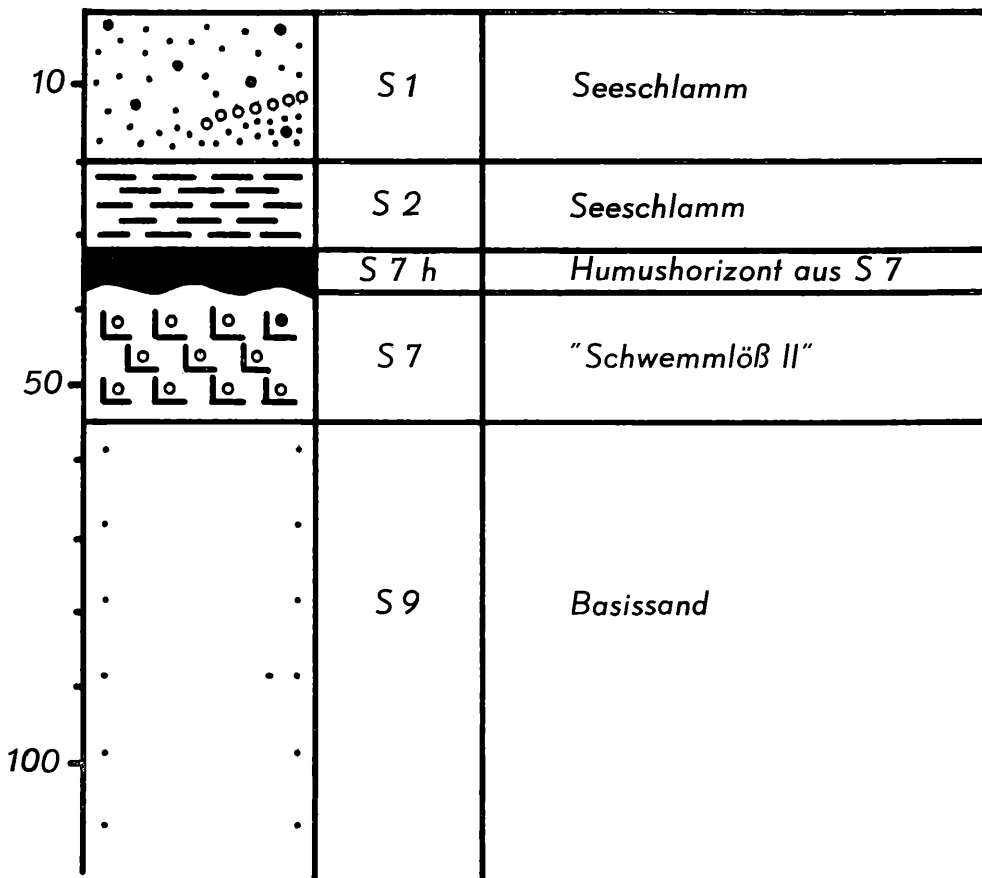 10 S 1 Seeschlamm
S 2 Seeschlamm
S 7 h Humushorizont aus S 7
S 7 "Schwemmlöß II"
50
S 9 Basissand
100